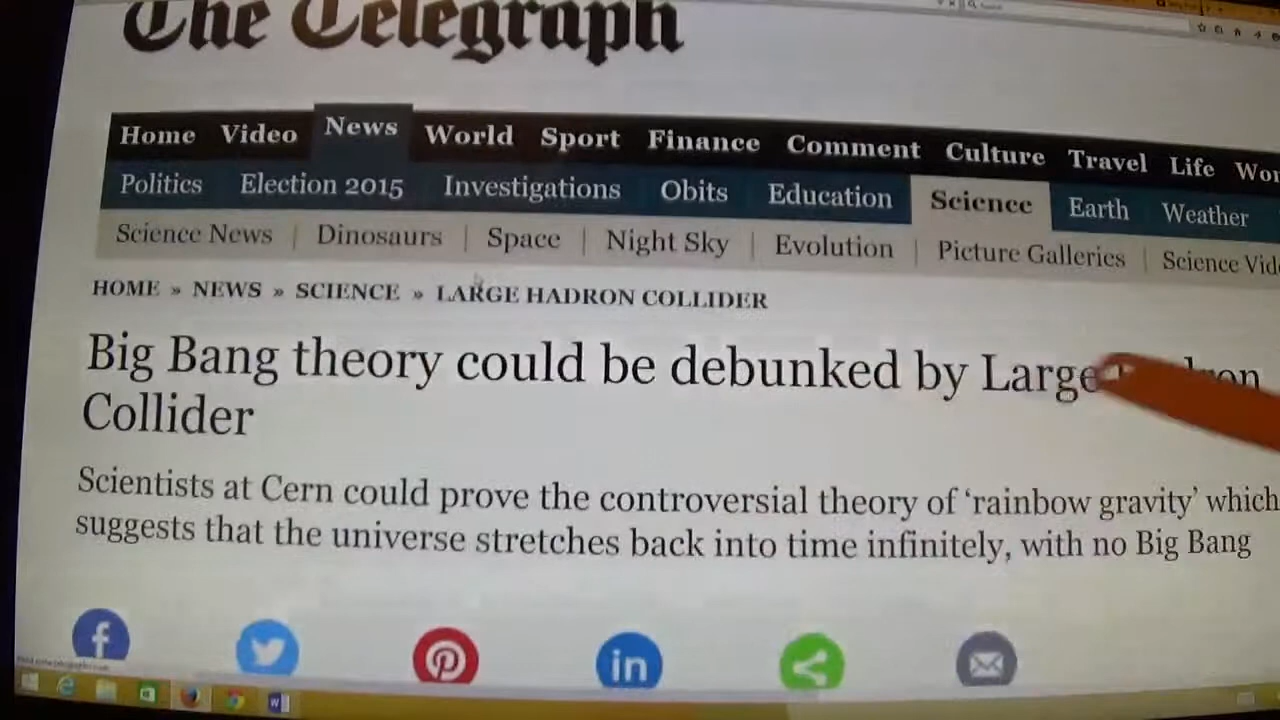 The Telegraph
Home Video News World Sport Finance Comment Culture Travel Life
Politics Election 2015 Investigations Obits Education Science Earth Weather
Science News | Dinosaurs | Space | Night Sky | Evolution | Picture Galleries | Science
HOME » NEWS » SCIENCE » LARGE HADRON COLLIDER
Big Bang theory could be debunked by Large
Collider
Scientists at Cern could prove the controversial theory of ‘rainbow gravity’ which
suggests that the universe stretches back into time infinitely, with no Big Bang